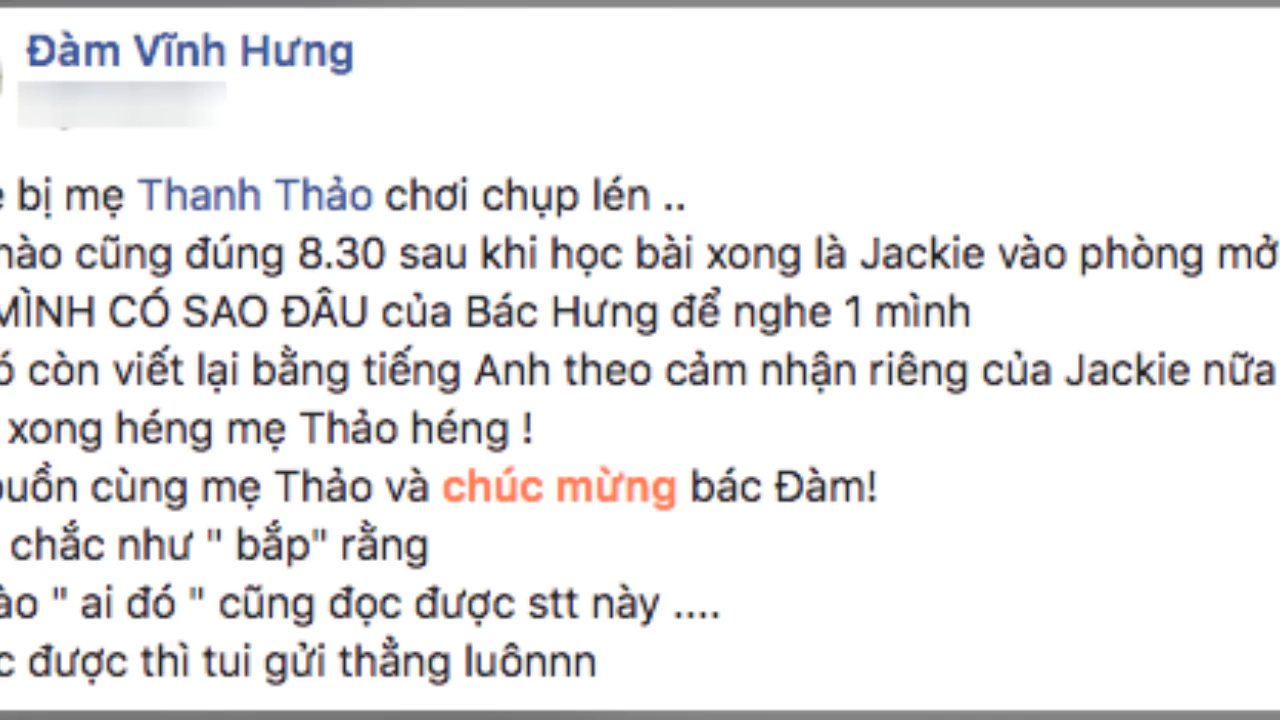 Đàm Vĩnh Hưng
bị mẹ Thanh Thảo chơi chụp lén ..
nào cũng đúng 8.30 sau khi học bài xong là Jackie vào phòng mở
MÌNH CÓ SAO ĐÂU của Bác Hưng để nghe 1 mình
còn viết lại bằng tiếng Anh theo cảm nhận riêng của Jackie nữa
xong héng mẹ Thảo héng !
buồn cùng mẹ Thảo và chúc mừng bác Đàm!
chắc như " bắp" rằng
" ai đó " cũng đọc được stt này ....
được thì tui gửi thẳng luônnn